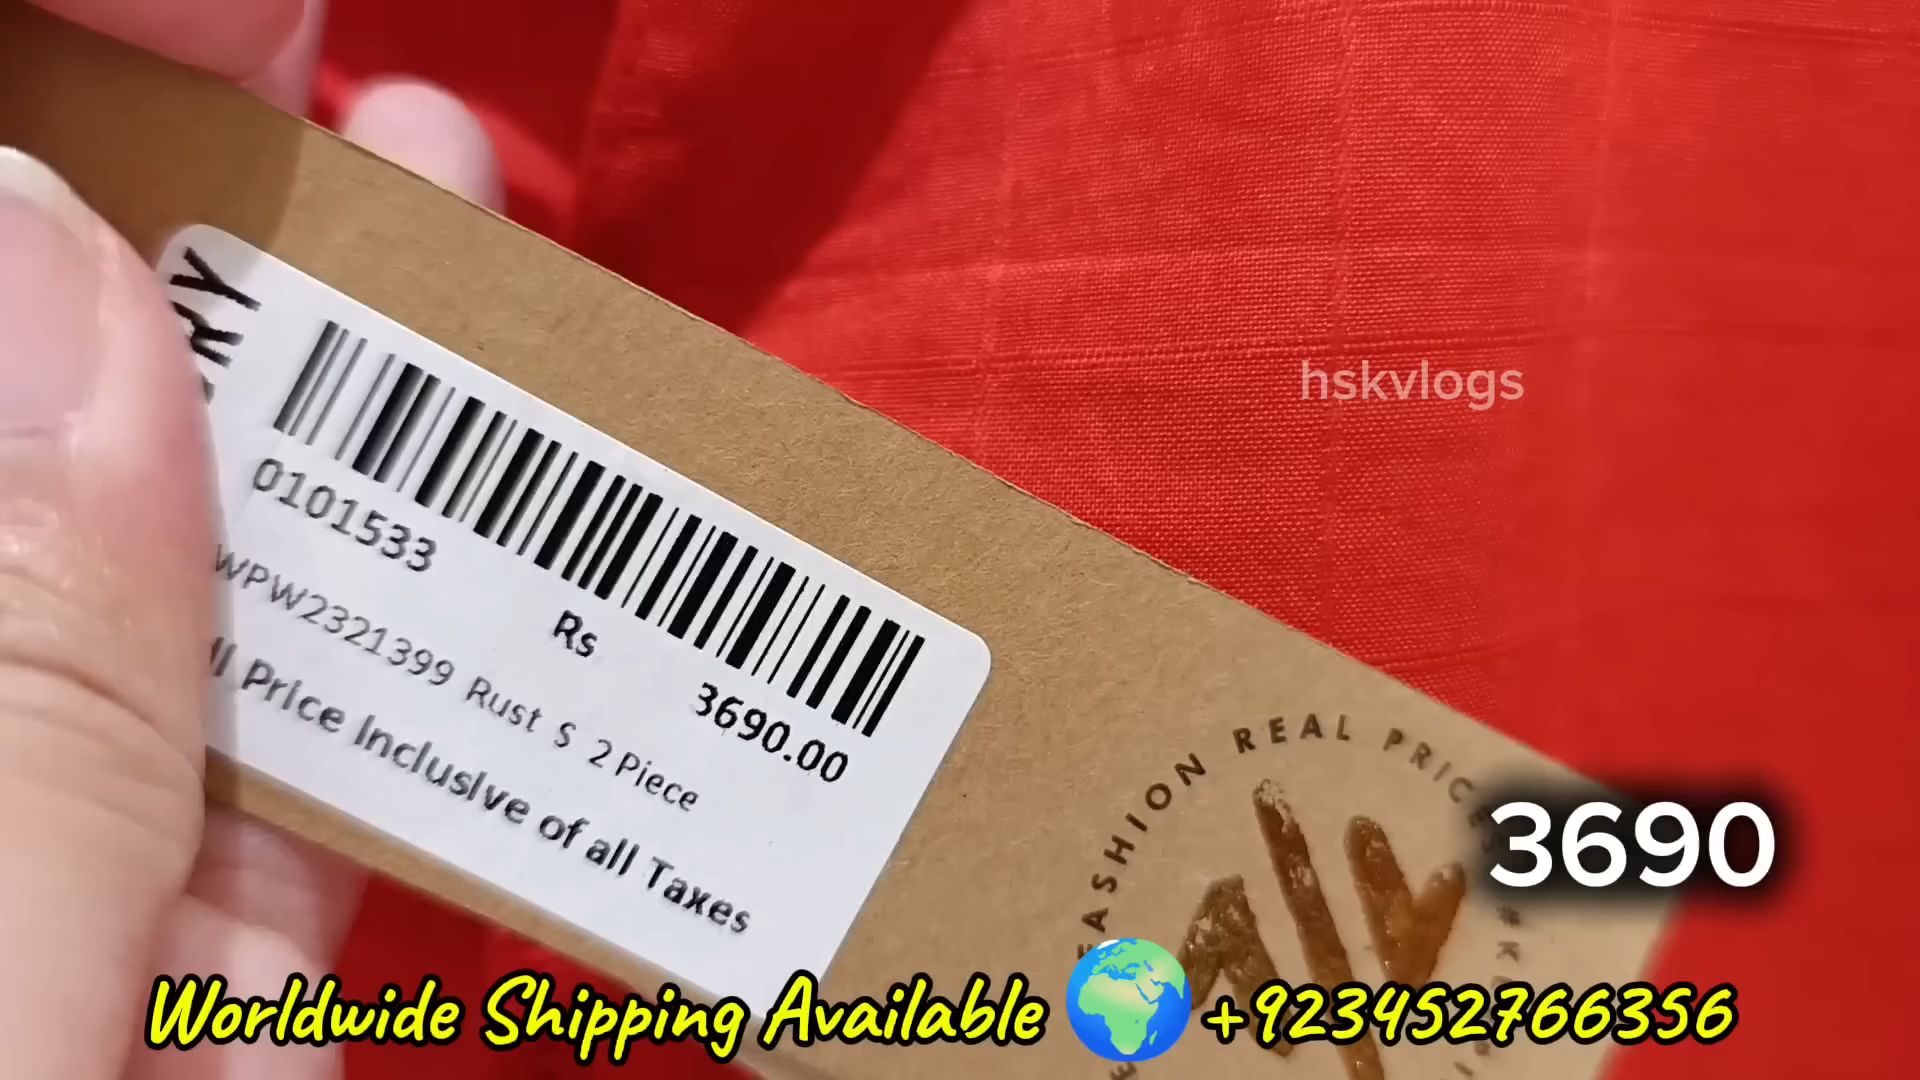 0101533
Rs
3690.00
WPW2321399 Rust S 2 Piece
Price Inclusive of all Taxes
FASHION REAL PRICES
hskvlogs
3690
Worldwide Shipping Available 🌍 +923452766356